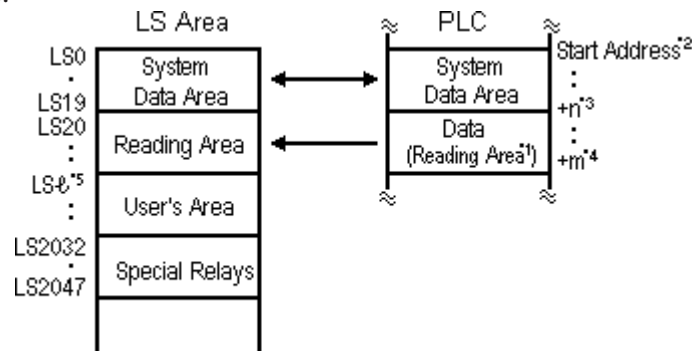 LS Area
PLC
LS0
:
LS19
LS20
:
LS-ℓ*5
:
LS2032
:
LS2047
System
Data Area
Reading Area
User's Area
Special Relays
System
Data Area
Data
(Reading Area*1)
Start Address*2
:
+n*3
:
+m*4